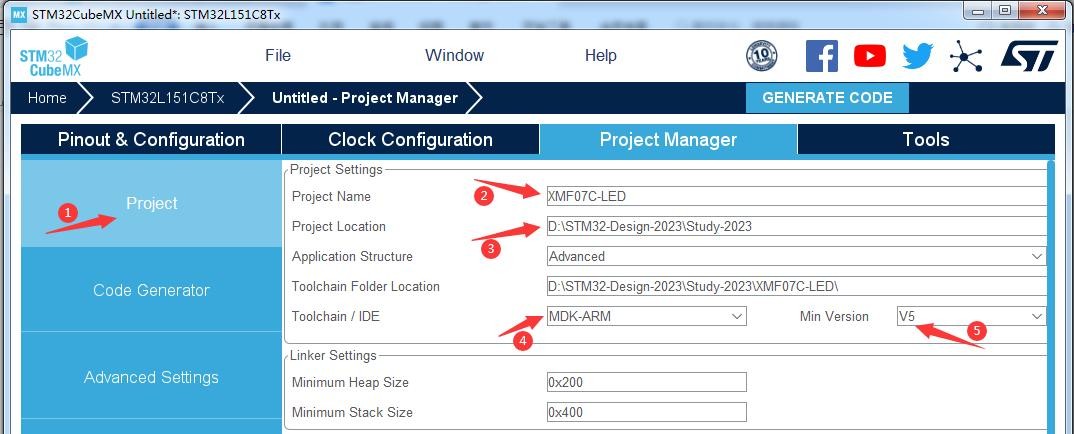 MX STM32CubeMX Untitled*: STM32L151C8Tx
STM32
CubeMX
File Window Help
10
ST
Home STM32L151C8Tx Untitled - Project Manager GENERATE CODE
Pinout & Configuration Clock Configuration Project Manager Tools
Project
Code Generator
Advanced Settings
1
Project Settings
Project Name 2 XMF07C-LED
Project Location 3 D:\STM32-Design-2023\Study-2023
Application Structure Advanced
Toolchain Folder Location D:\STM32-Design-2023\Study-2023\XMF07C-LED\
Toolchain / IDE 4 MDK-ARM Min Version V5 5
Linker Settings
Minimum Heap Size 0x200
Minimum Stack Size 0x400